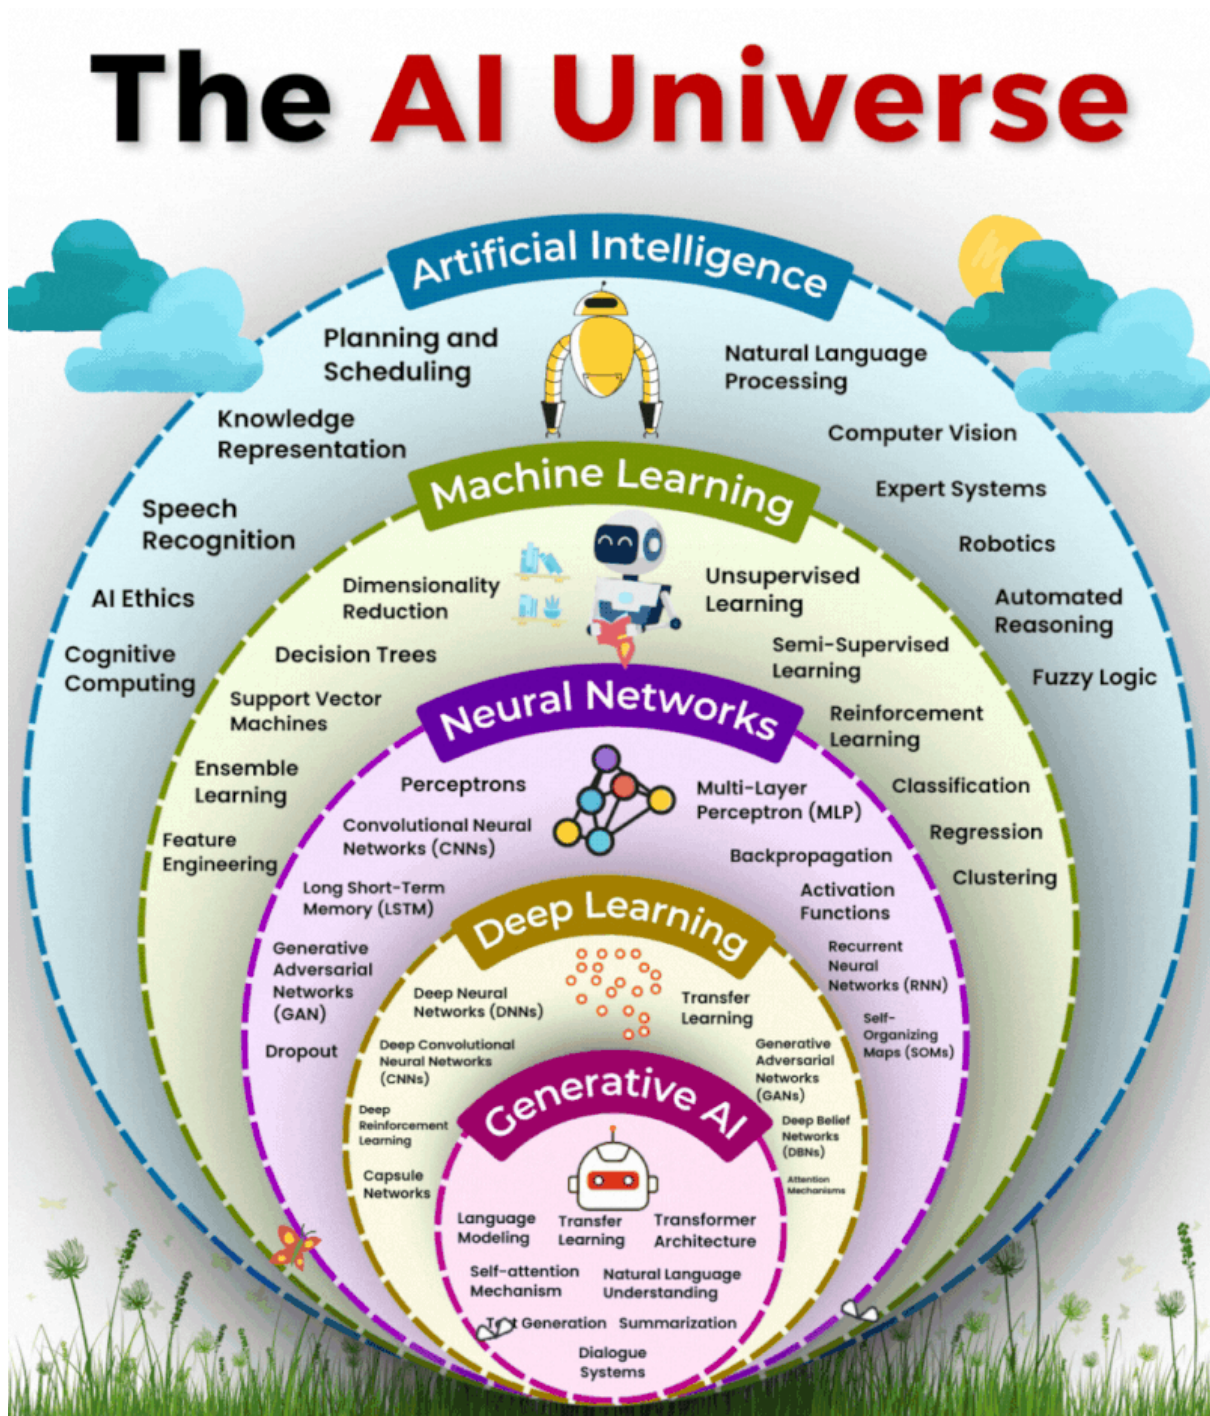 The AI Universe
Artificial Intelligence
Planning and
Scheduling
Knowledge
Representation
Speech
Recognition
AI Ethics
Cognitive
Computing
Natural Language
Processing
Computer Vision
Expert Systems
Robotics
Automated
Reasoning
Fuzzy Logic
Machine Learning
Dimensionality
Reduction
Decision Trees
Support Vector
Machines
Ensemble
Learning
Feature
Engineering
Unsupervised
Learning
Semi-Supervised
Learning
Reinforcement
Learning
Classification
Regression
Clustering
Neural Networks
Perceptrons
Convolutional Neural
Networks (CNNs)
Long Short-Term
Memory (LSTM)
Generative
Adversarial
Networks
(GAN)
Dropout
Multi-Layer
Perceptron (MLP)
Backpropagation
Activation
Functions
Recurrent
Neural
Networks (RNN)
Self-
Organizing
Maps (SOMs)
Deep Learning
Deep Neural
Networks (DNNs)
Deep Convolutional
Neural Networks
(CNNs)
Deep
Reinforcement
Learning
Capsule
Networks
Transfer
Learning
Generative
Adversarial
Networks
(GANs)
Deep Belief
Networks
(DBNs)
Attention
Mechanisms
Generative AI
Language
Modeling
Transfer
Learning
Transformer
Architecture
Self-attention
Mechanism
Natural Language
Understanding
Text Generation
Summarization
Dialogue
Systems